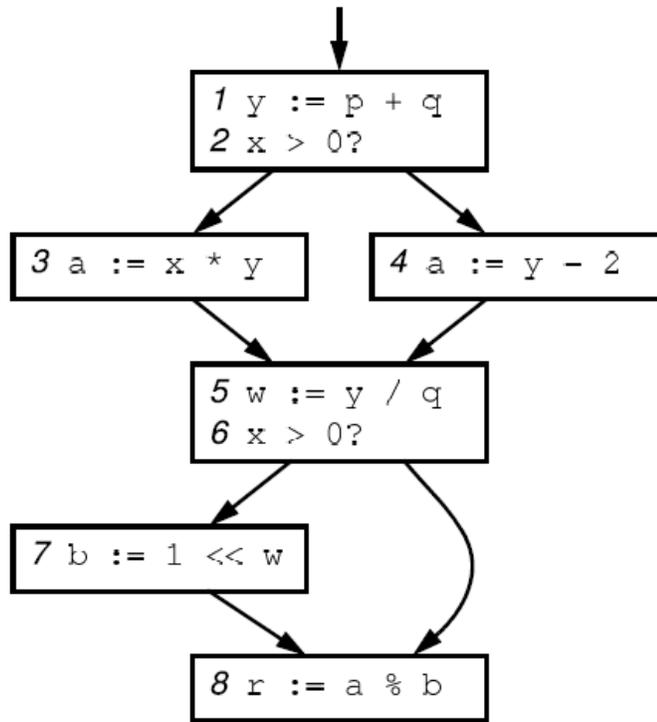 1 y := p + q
2 x > 0?
3 a := x * y
4 a := y - 2
5 w := y / q
6 x > 0?
7 b := 1 << w
8 r := a % b